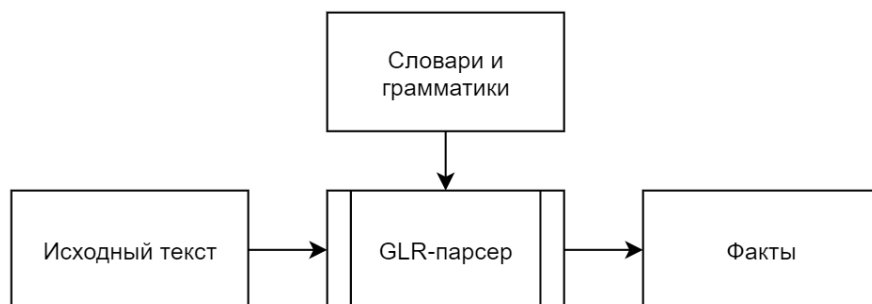 Словари и
грамматики
Исходный текст
GLR-парсер
Факты